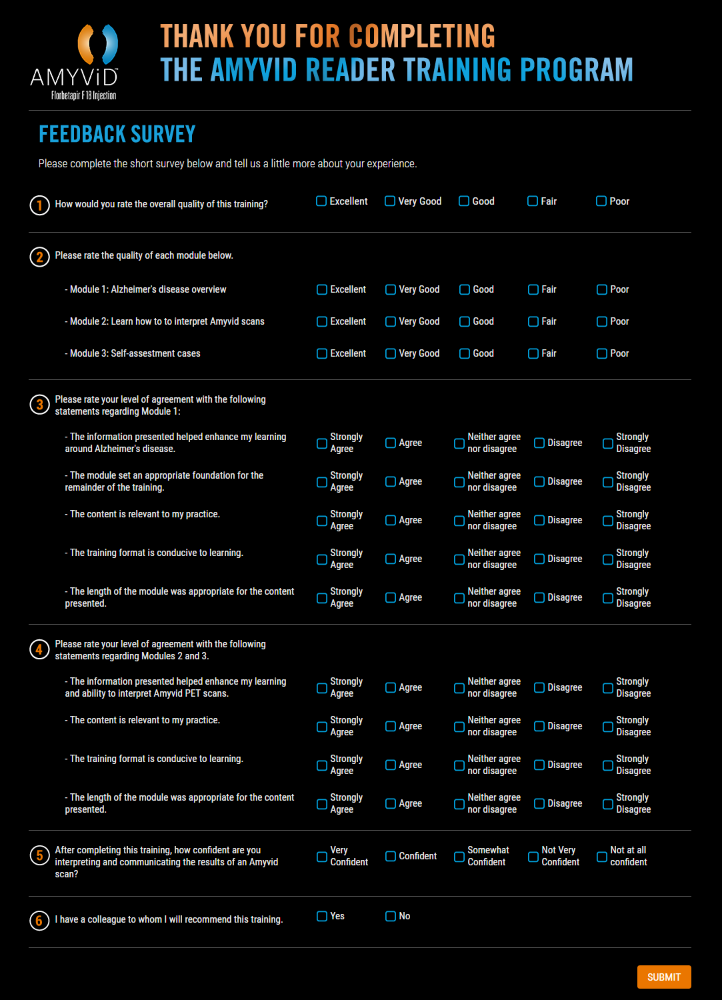 THANK YOU FOR COMPLETING
THE AMYVID READER TRAINING PROGRAM
AMYViD™
Florbetapir F 18 Injection
FEEDBACK SURVEY
Please complete the short survey below and tell us a little more about your experience.
1 How would you rate the overall quality of this training? Excellent Very Good Good Fair Poor
2 Please rate the quality of each module below.
- Module 1: Alzheimer's disease overview Excellent Very Good Good Fair Poor
- Module 2: Learn how to to interpret Amyvid scans Excellent Very Good Good Fair Poor
- Module 3: Self-assestment cases Excellent Very Good Good Fair Poor
3 Please rate your level of agreement with the following
statements regarding Module 1:
- The information presented helped enhance my learning
around Alzheimer's disease.
Strongly
Agree
Agree
Neither agree
nor disagree
Disagree
Strongly
Disagree
- The module set an appropriate foundation for the
remainder of the training.
Strongly
Agree
Agree
Neither agree
nor disagree
Disagree
Strongly
Disagree
- The content is relevant to my practice.
Strongly
Agree
Agree
Neither agree
nor disagree
Disagree
Strongly
Disagree
- The training format is conducive to learning.
Strongly
Agree
Agree
Neither agree
nor disagree
Disagree
Strongly
Disagree
- The length of the module was appropriate for the content
presented.
Strongly
Agree
Agree
Neither agree
nor disagree
Disagree
Strongly
Disagree
4 Please rate your level of agreement with the following
statements regarding Modules 2 and 3.
- The information presented helped enhance my learning
and ability to interpret Amyvid PET scans.
Strongly
Agree
Agree
Neither agree
nor disagree
Disagree
Strongly
Disagree
- The content is relevant to my practice.
Strongly
Agree
Agree
Neither agree
nor disagree
Disagree
Strongly
Disagree
- The training format is conducive to learning.
Strongly
Agree
Agree
Neither agree
nor disagree
Disagree
Strongly
Disagree
- The length of the module was appropriate for the content
presented.
Strongly
Agree
Agree
Neither agree
nor disagree
Disagree
Strongly
Disagree
5 After completing this training, how confident are you
interpreting and communicating the results of an Amyvid
scan?
Very
Confident
Confident
Somewhat
Confident
Not Very
Confident
Not at all
confident
6 I have a colleague to whom I will recommend this training. Yes No
SUBMIT